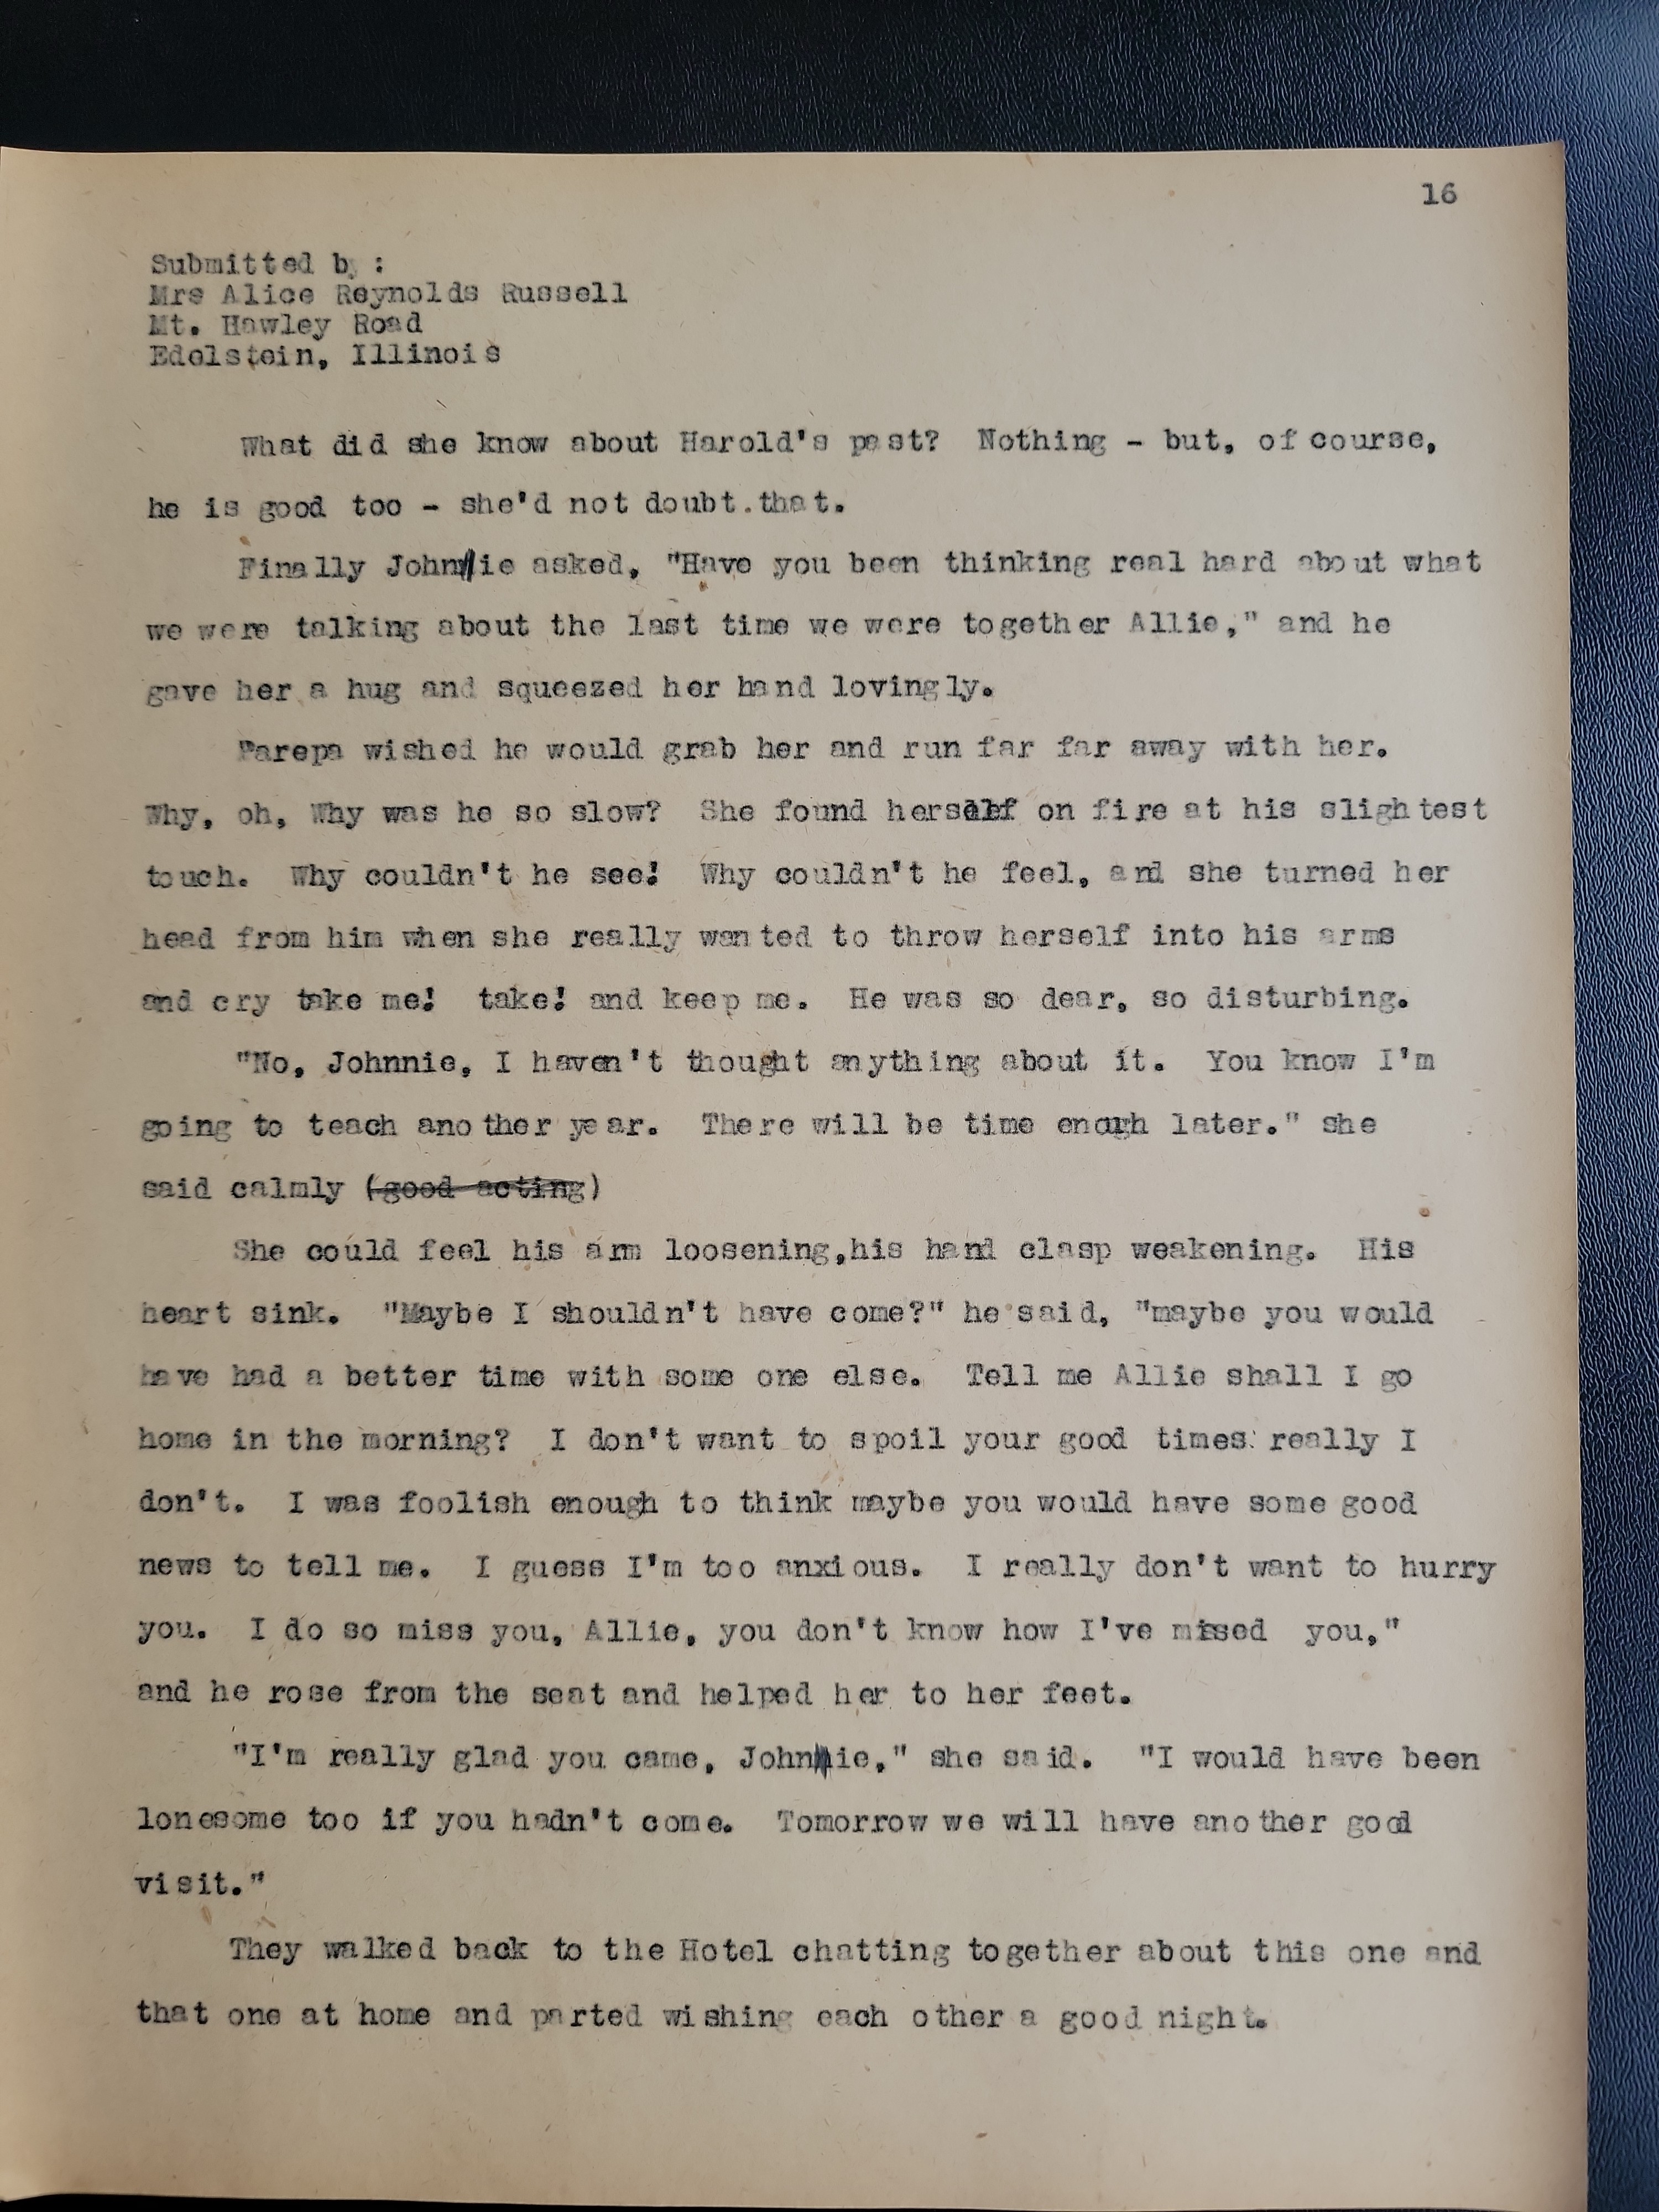 16
Submitted by :
Mrs Alice Reynolds Russell
Mt. Hawley Road
Edelstein, Illinois
What did she know about Harold's past? Nothing - but, of course,
he is good too - she'd not doubt.that.
Finally Johnnie asked, "Have you been thinking real hard about what
we were talking about the last time we were together Allie," and he
gave her a hug and squeezed her hand lovingly.
Parepa wished he would grab her and run far far away with her.
Why, oh, Why was he so slow? She found herself on fire at his slightest
touch. Why couldn't he see! Why couldn't he feel, and she turned her
head from him when she really wanted to throw herself into his arms
and cry take me! take! and keep me. He was so dear, so disturbing.
"No, Johnnie, I haven't thought anything about it. You know I'm
going to teach another year. There will be time enough later." she
said calmly (good acting)
She could feel his arm loosening,his hand clasp weakening. His
heart sink. "Maybe I shouldn't have come?" he said, "maybe you would
have had a better time with some one else. Tell me Allie shall I go
home in the morning? I don't want to spoil your good times: really I
don't. I was foolish enough to think maybe you would have some good
news to tell me. I guess I'm too anxious. I really don't want to hurry
you. I do so miss you, Allie, you don't know how I've missed you,"
and he rose from the seat and helped her to her feet.
"I'm really glad you came, Johnnie," she said. "I would have been
lonesome too if you hadn't come. Tomorrow we will have another good
visit."
They walked back to the Hotel chatting together about this one and
that one at home and parted wishing each other a good night.